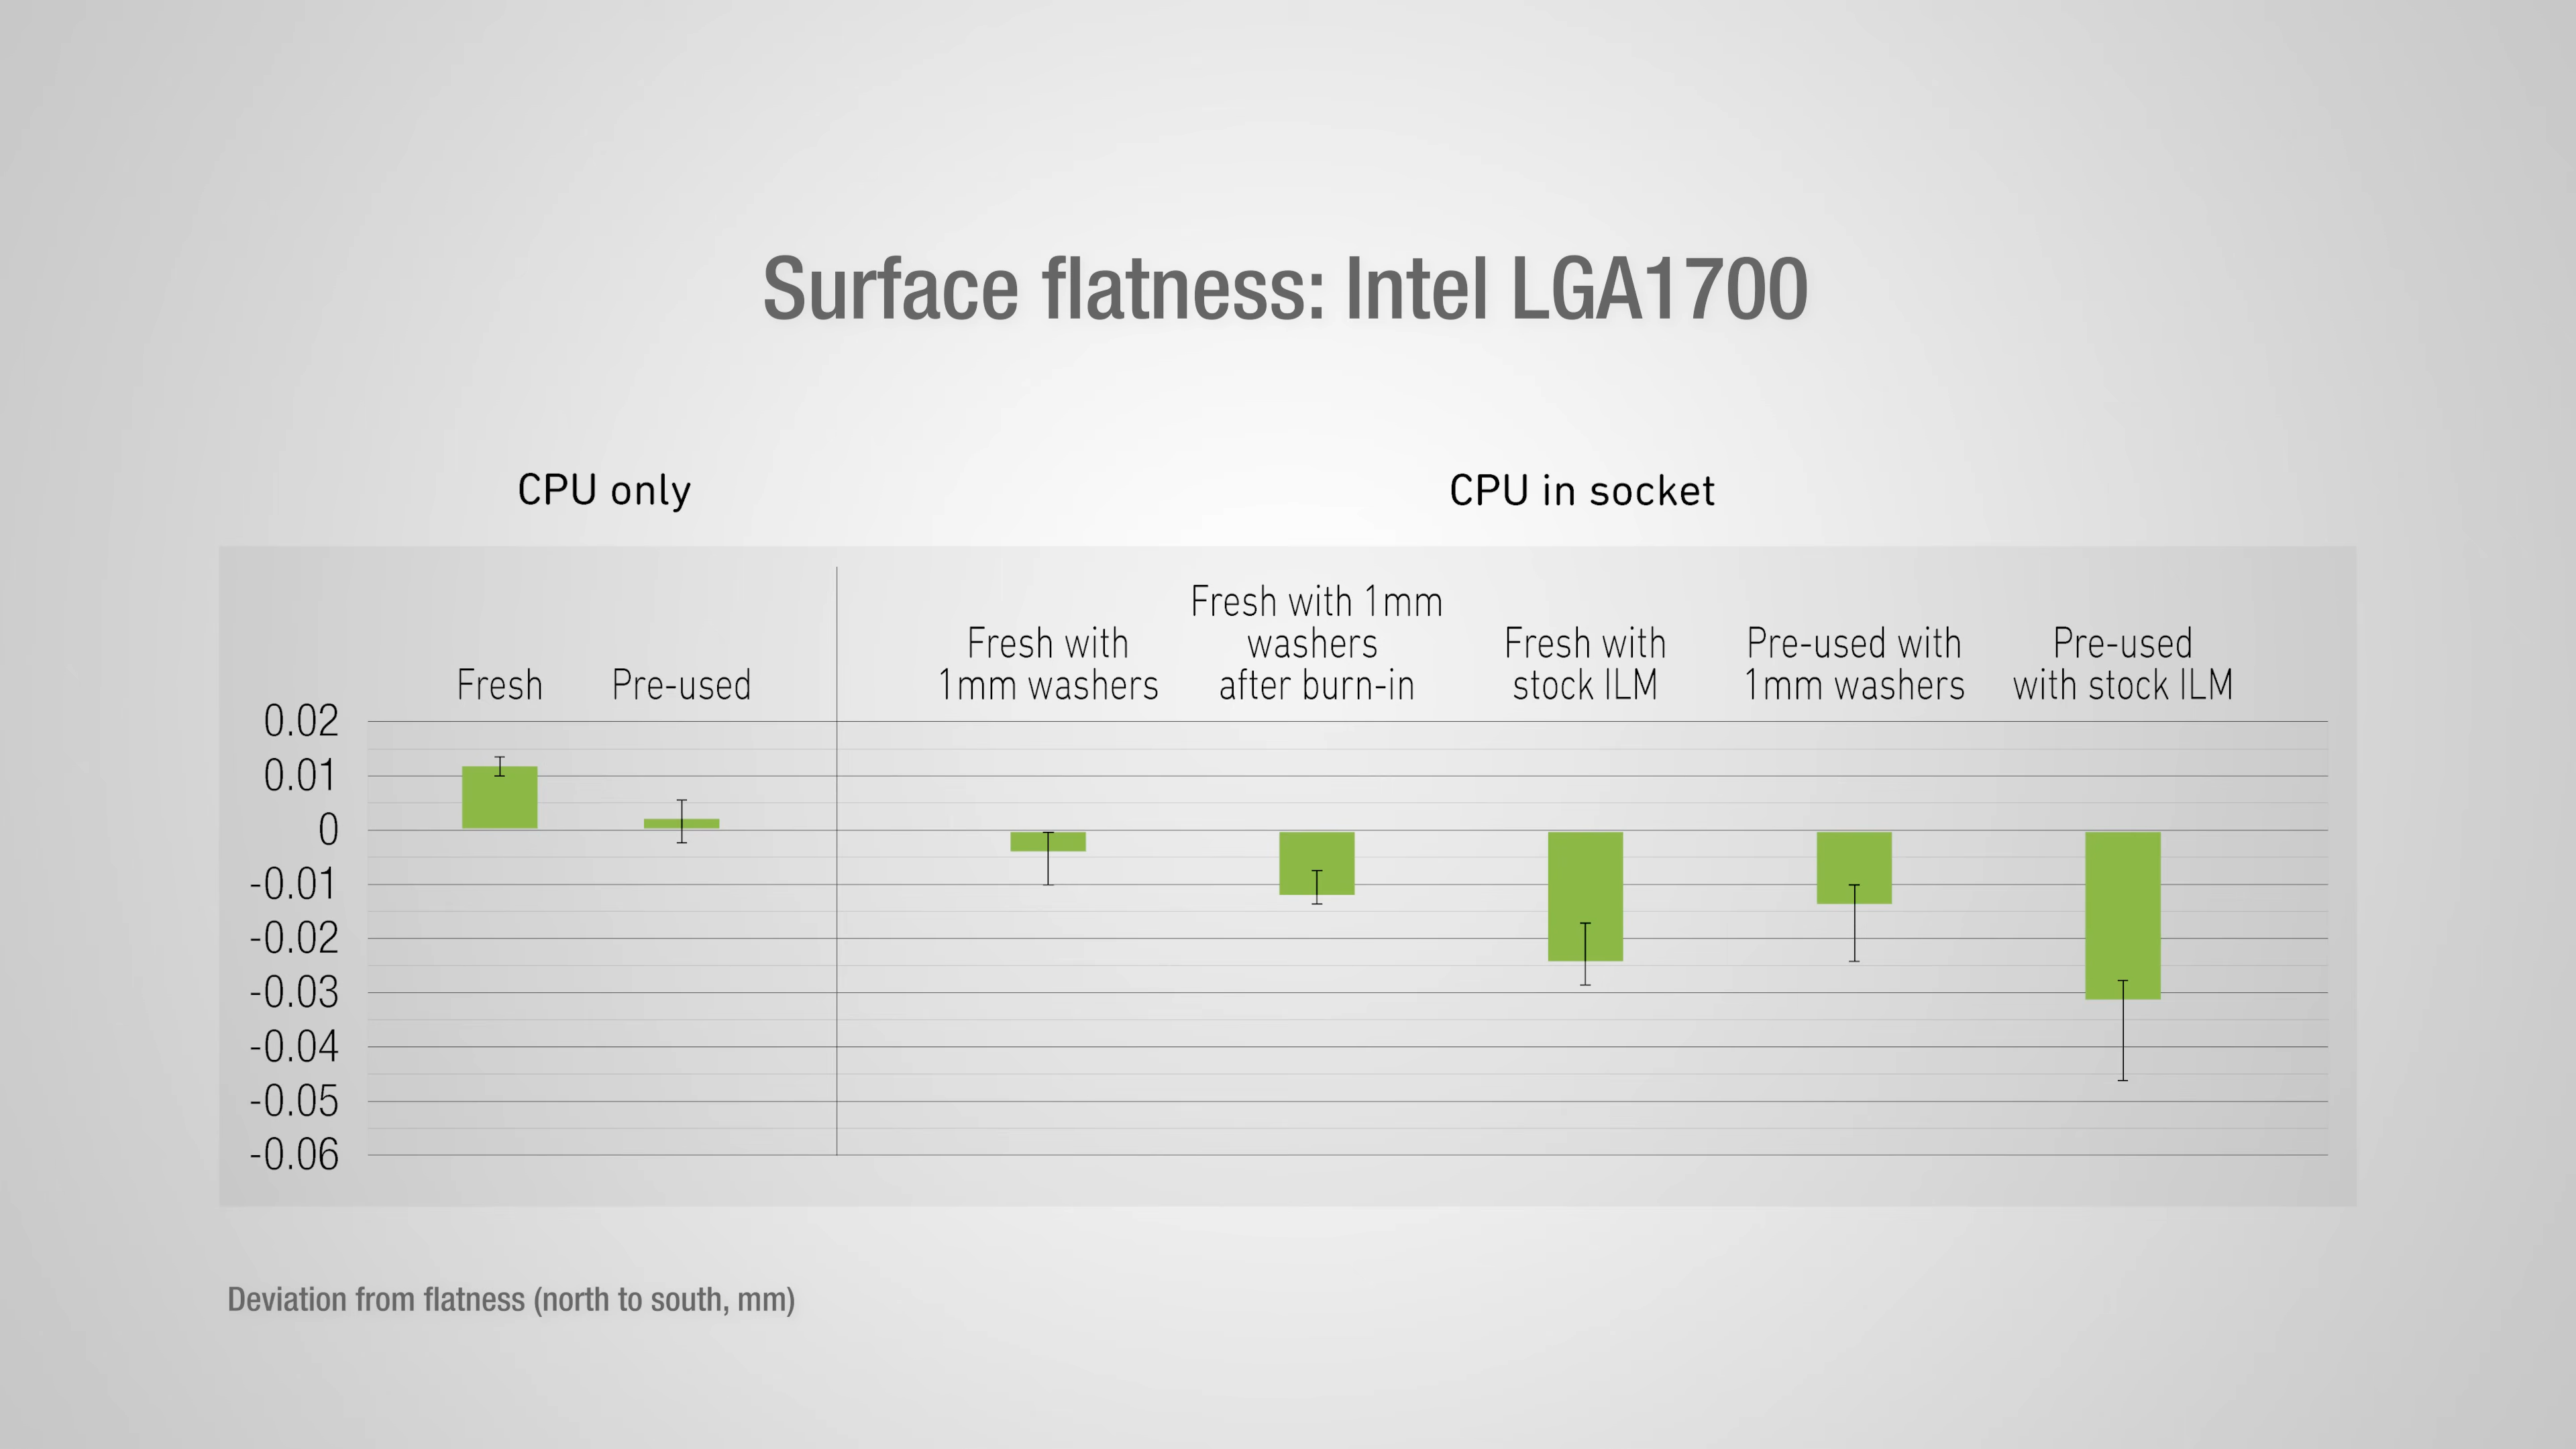 Surface flatness: Intel LGA1700
CPU only
CPU in socket
Fresh
Pre-used
Fresh with
1mm washers
Fresh with 1mm
washers
after burn-in
Fresh with
stock ILM
Pre-used with
1mm washers
Pre-used
with stock ILM
0.02
0.01
0
-0.01
-0.02
-0.03
-0.04
-0.05
-0.06
Deviation from flatness (north to south, mm)